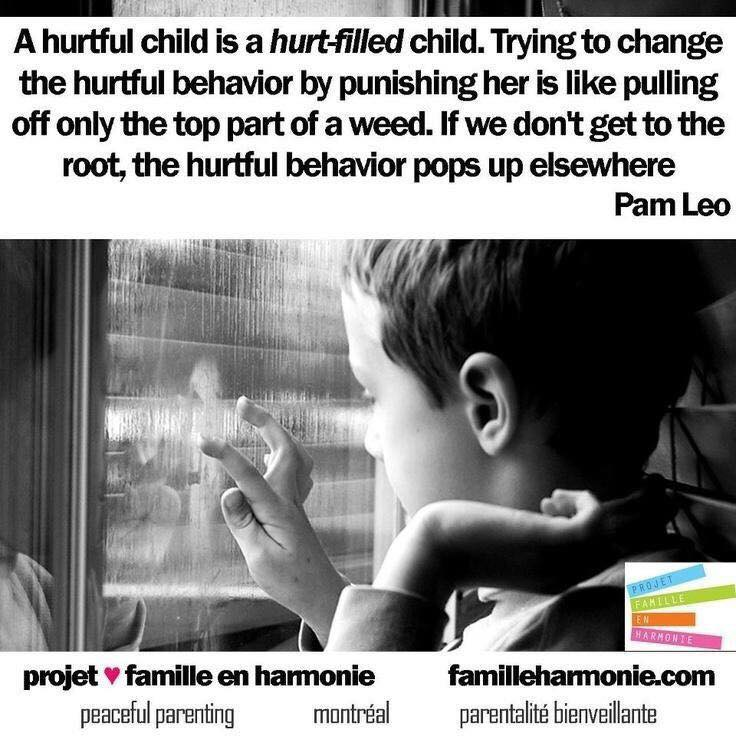 A hurtful child is a hurt-filled child. Trying to change
the hurtful behavior by punishing her is like pulling
off only the top part of a weed. If we don't get to the
root, the hurtful behavior pops up elsewhere
Pam Leo
PROJET
FAMILLE
EN
HARMONIE
projet ♥ famille en harmonie familleharmonie.com
peaceful parenting montréal parentalité bienveillante